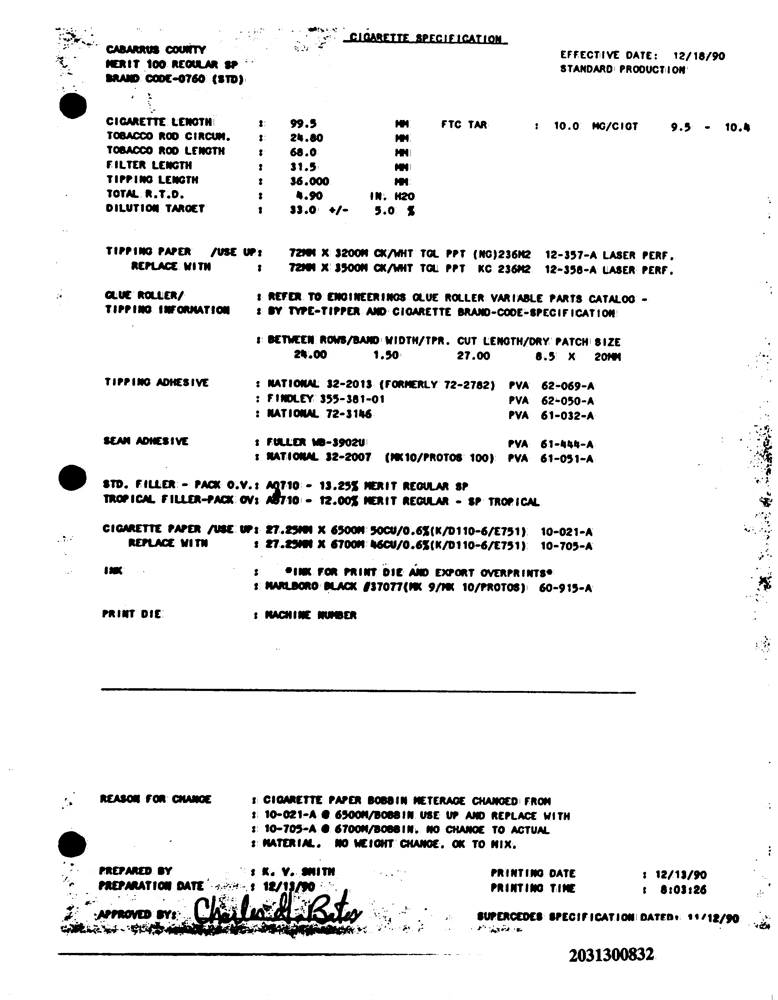 CIGARETTE SPECIFICATION
CABARRUS COUNTY
MERIT 100 REGULAR SP
BRAND CODE-0760 (STD)
EFFECTIVE DATE: 12/18/90
STANDARD PRODUCTION
CIGARETTE LENGTH : 99.5 MM FTC TAR : 10.0 MG/CIGT 9.5 - 10.4
TOBACCO ROD CIRCUM. : 24.80 MM
TOBACCO ROD LENGTH : 68.0 MM
FILTER LENGTH : 31.5 MM
TIPPING LENGTH : 36.000 MM
TOTAL R.T.D. : 4.90 IN. H2O
DILUTION TARGET : 33.0 +/- 5.0 %
TIPPING PAPER /USE UP: 72MM X 3200M CK/WHT TGL PPT (NG)236M2 12-357-A LASER PERF.
REPLACE WITH : 72MM X 3500M CK/WHT TGL PPT KC 236M2 12-358-A LASER PERF.
GLUE ROLLER/ : REFER TO ENGINEERINGS GLUE ROLLER VARIABLE PARTS CATALOG -
TIPPING INFORMATION : BY TYPE-TIPPER AND CIGARETTE BRAND-CODE-SPECIFICATION
: BETWEEN ROWS/BAND WIDTH/TPR. CUT LENGTH/DRY PATCH SIZE
24.00 1.50 27.00 8.5 X 20MM
TIPPING ADHESIVE : NATIONAL 32-2013 (FORMERLY 72-2782) PVA 62-069-A
: FINDLEY 355-381-01 PVA 62-050-A
: NATIONAL 72-3146 PVA 61-032-A
SEAM ADHESIVE : FULLER WB-3902U PVA 61-444-A
: NATIONAL 32-2007 (MK10/PROTOS 100) PVA 61-051-A
STD. FILLER - PACK O.V.: AQ710 - 13.25% MERIT REGULAR SP
TROPICAL FILLER-PACK OV: AB710 - 12.00% MERIT REGULAR - SP TROPICAL
CIGARETTE PAPER /USE UP: 27.25MM X 6500M 50CU/0.6%(K/D110-6/E751) 10-021-A
REPLACE WITH : 27.25MM X 6700M 46CU/0.6%(K/D110-6/E751) 10-705-A
INK : *INK FOR PRINT DIE AND EXPORT OVERPRINTS*
: MARLBORO BLACK #37077(MK 9/MK 10/PROTOS) 60-915-A
PRINT DIE : MACHINE NUMBER
REASON FOR CHANGE : CIGARETTE PAPER BOBBIN METERAGE CHANGED FROM
: 10-021-A @ 6500M/BOBBIN USE UP AND REPLACE WITH
: 10-705-A @ 6700M/BOBBIN. NO CHANGE TO ACTUAL
: MATERIAL. NO WEIGHT CHANGE. OK TO MIX.
PREPARED BY : K. V. SMITH PRINTING DATE : 12/13/90
PREPARATION DATE : 12/13/90 PRINTING TIME : 8:03:26
APPROVED BY: Charles H. Bates SUPERCEDES SPECIFICATION DATED: 11/12/90
2031300832